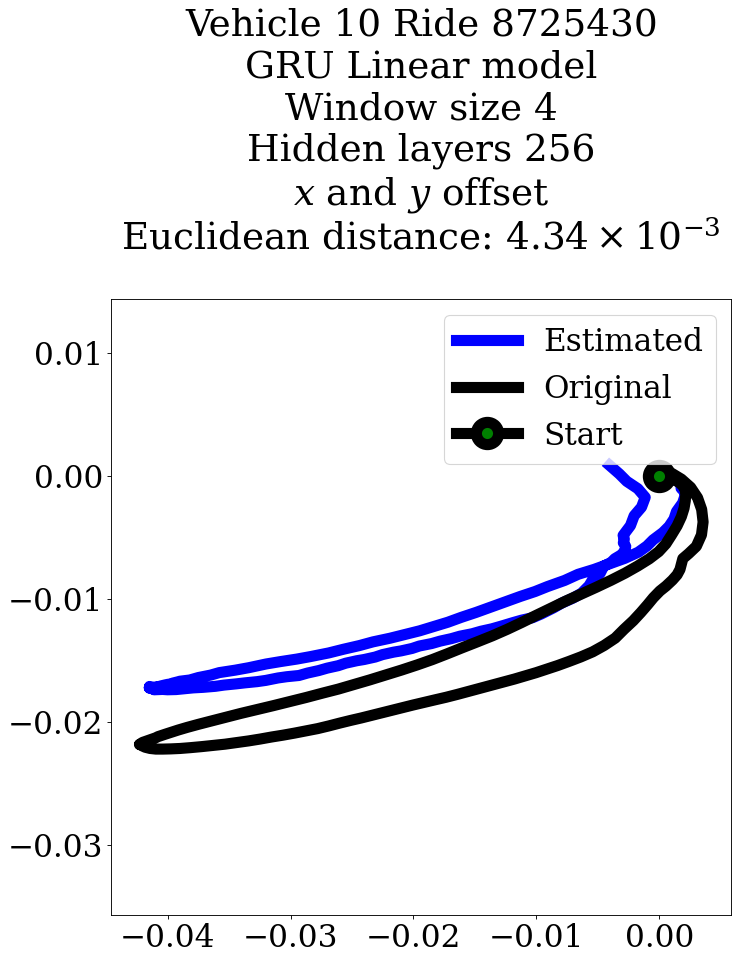 Vehicle 10 Ride 8725430
GRU Linear model
Window size 4
Hidden layers 256
x and y offset
Euclidean distance: 4.34 × 10⁻³
Estimated
Original
Start
0.01
0.00
−0.01
−0.02
−0.03
−0.04 −0.03 −0.02 −0.01 0.00